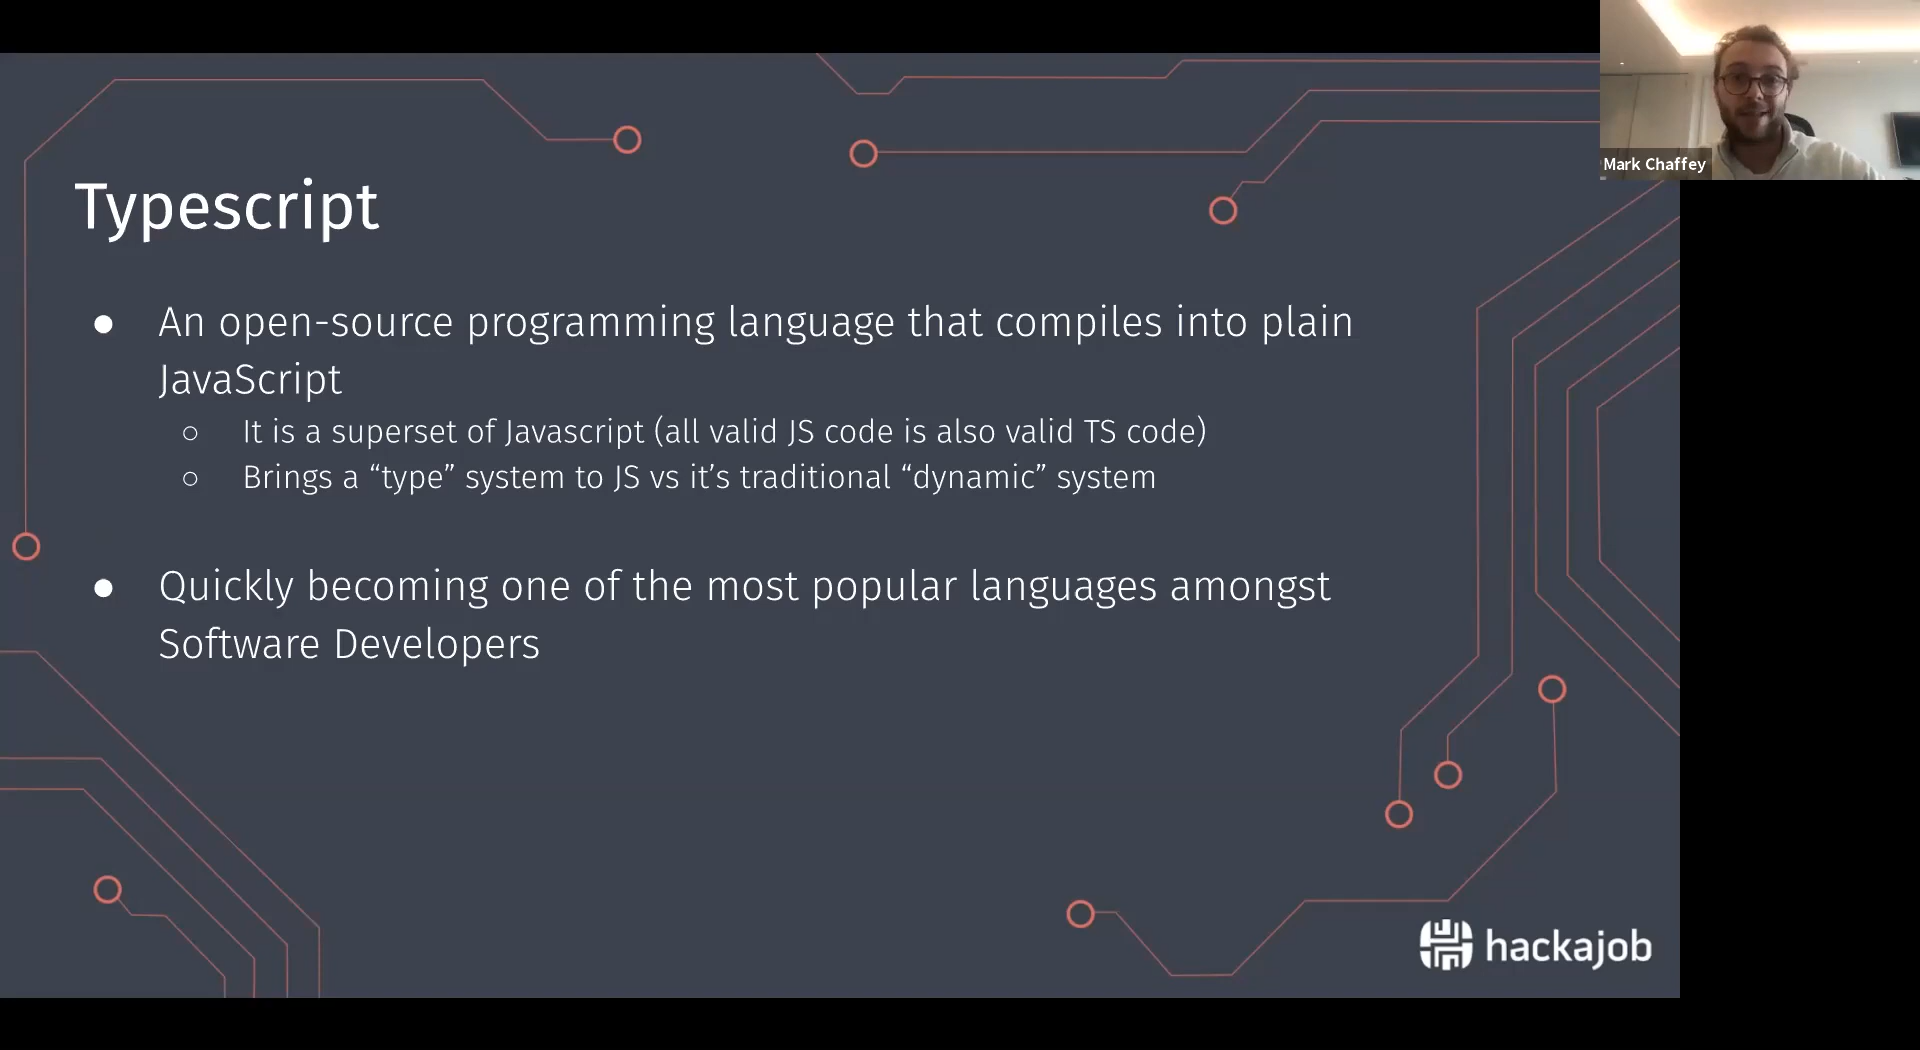 Mark Chaffey
Typescript
● An open-source programming language that compiles into plain
JavaScript
○ It is a superset of Javascript (all valid JS code is also valid TS code)
○ Brings a “type” system to JS vs it’s traditional “dynamic” system
● Quickly becoming one of the most popular languages amongst
Software Developers
hackajob